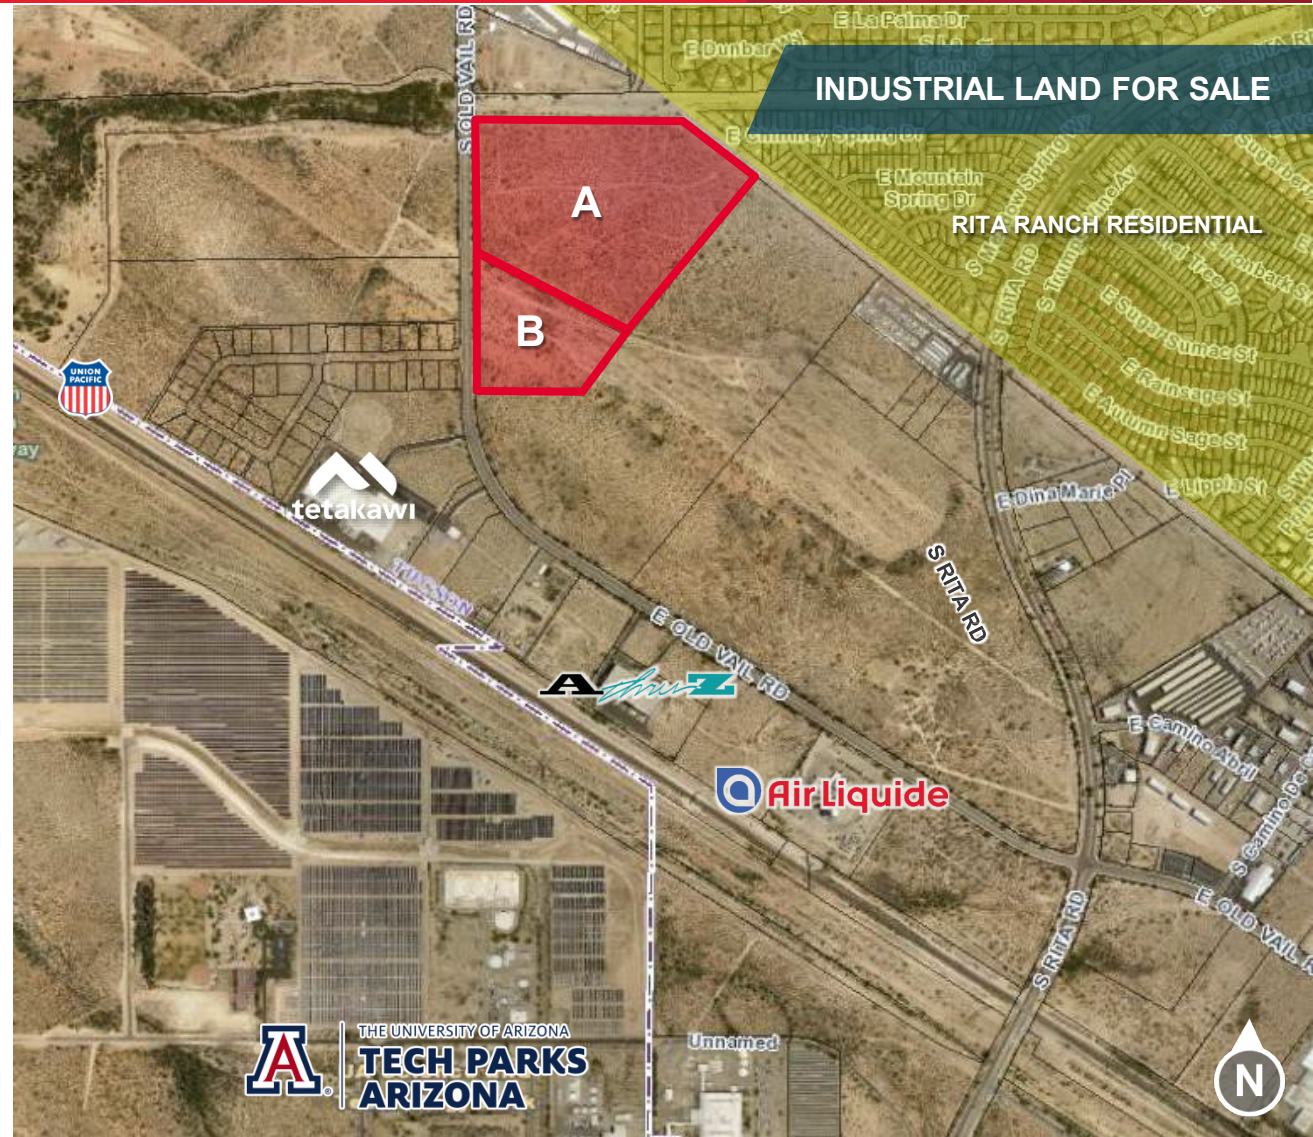 E La Palma Dr
E Dunbar
INDUSTRIAL LAND FOR SALE
S OLD VAIL RD
E Mountain
Spring Dr
RITA RANCH RESIDENTIAL
A
B
S RITA RD
E Sugar Sumac St
E Rainsage St
E Autumn Sage St
E Lippia St
E Dina Marie Pl
UNION
PACIFIC
tetakawi
TUCSON
S RITA RD
E OLD VAIL RD
A thru Z
Air Liquide
E Camino Abril
S Camino De
E OLD VAIL
S RITA RD
THE UNIVERSITY OF ARIZONA
TECH PARKS
ARIZONA
A
Unnamed
N